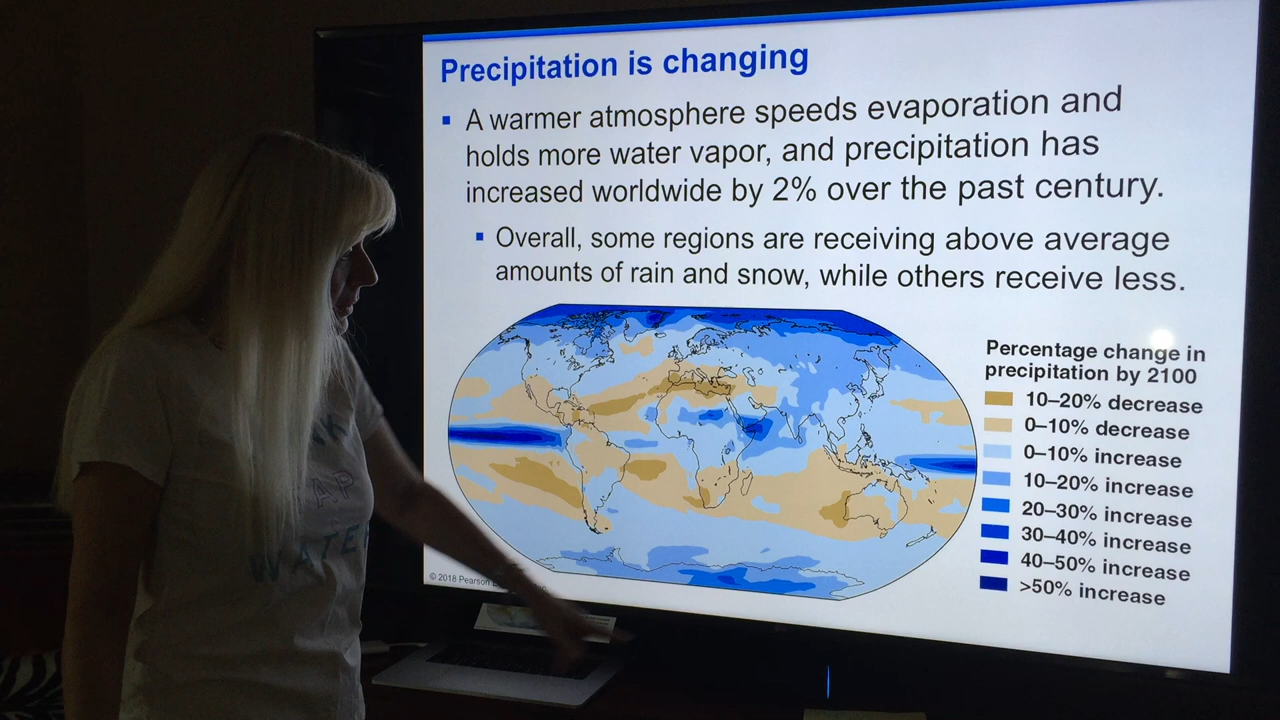 Precipitation is changing
A warmer atmosphere speeds evaporation and
holds more water vapor, and precipitation has
increased worldwide by 2% over the past century.
Overall, some regions are receiving above average
amounts of rain and snow, while others receive less.
Percentage change in
precipitation by 2100
10–20% decrease
0–10% decrease
0–10% increase
10–20% increase
20–30% increase
30–40% increase
40–50% increase
>50% increase
© 2018 Pearson
AP
WATER